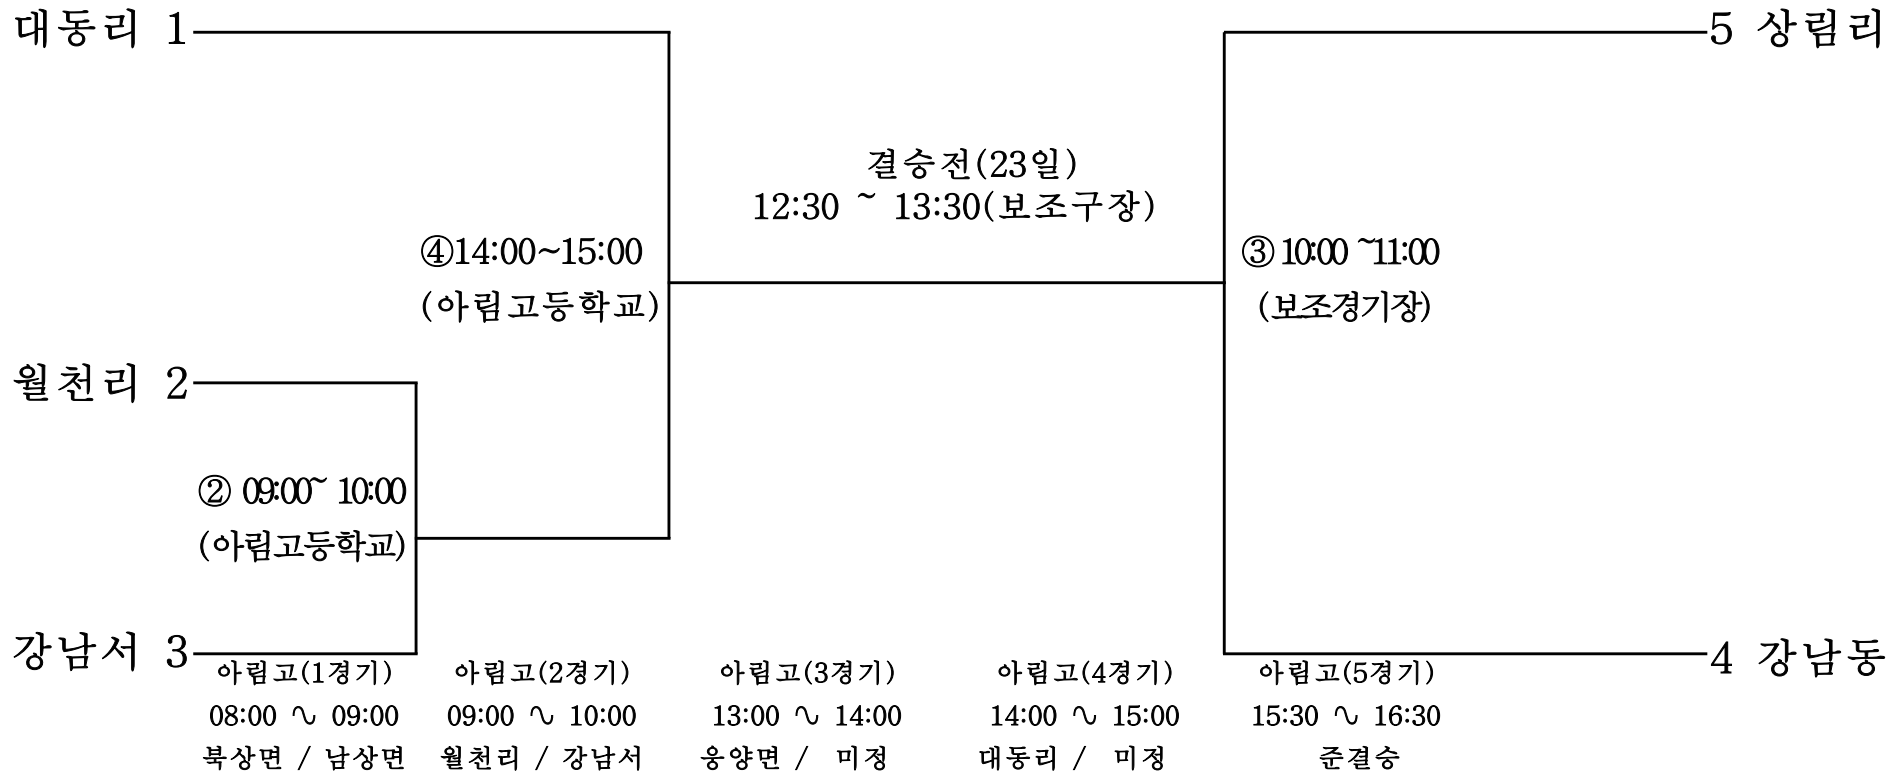 대동리 1
5 상림리
결승전(23일)
12:30 ~ 13:30(보조구장)
④14:00~15:00
(아림고등학교)
③ 10:00 ~11:00
(보조경기장)
월천리 2
② 09:00~ 10:00
(아림고등학교)
강남서 3
4 강남동
아림고(1경기) 아림고(2경기) 아림고(3경기) 아림고(4경기) 아림고(5경기)
08:00 ~ 09:00 09:00 ~ 10:00 13:00 ~ 14:00 14:00 ~ 15:00 15:30 ~ 16:30
북상면 / 남상면 월천리 / 강남서 웅양면 / 미정 대동리 / 미정 준결승